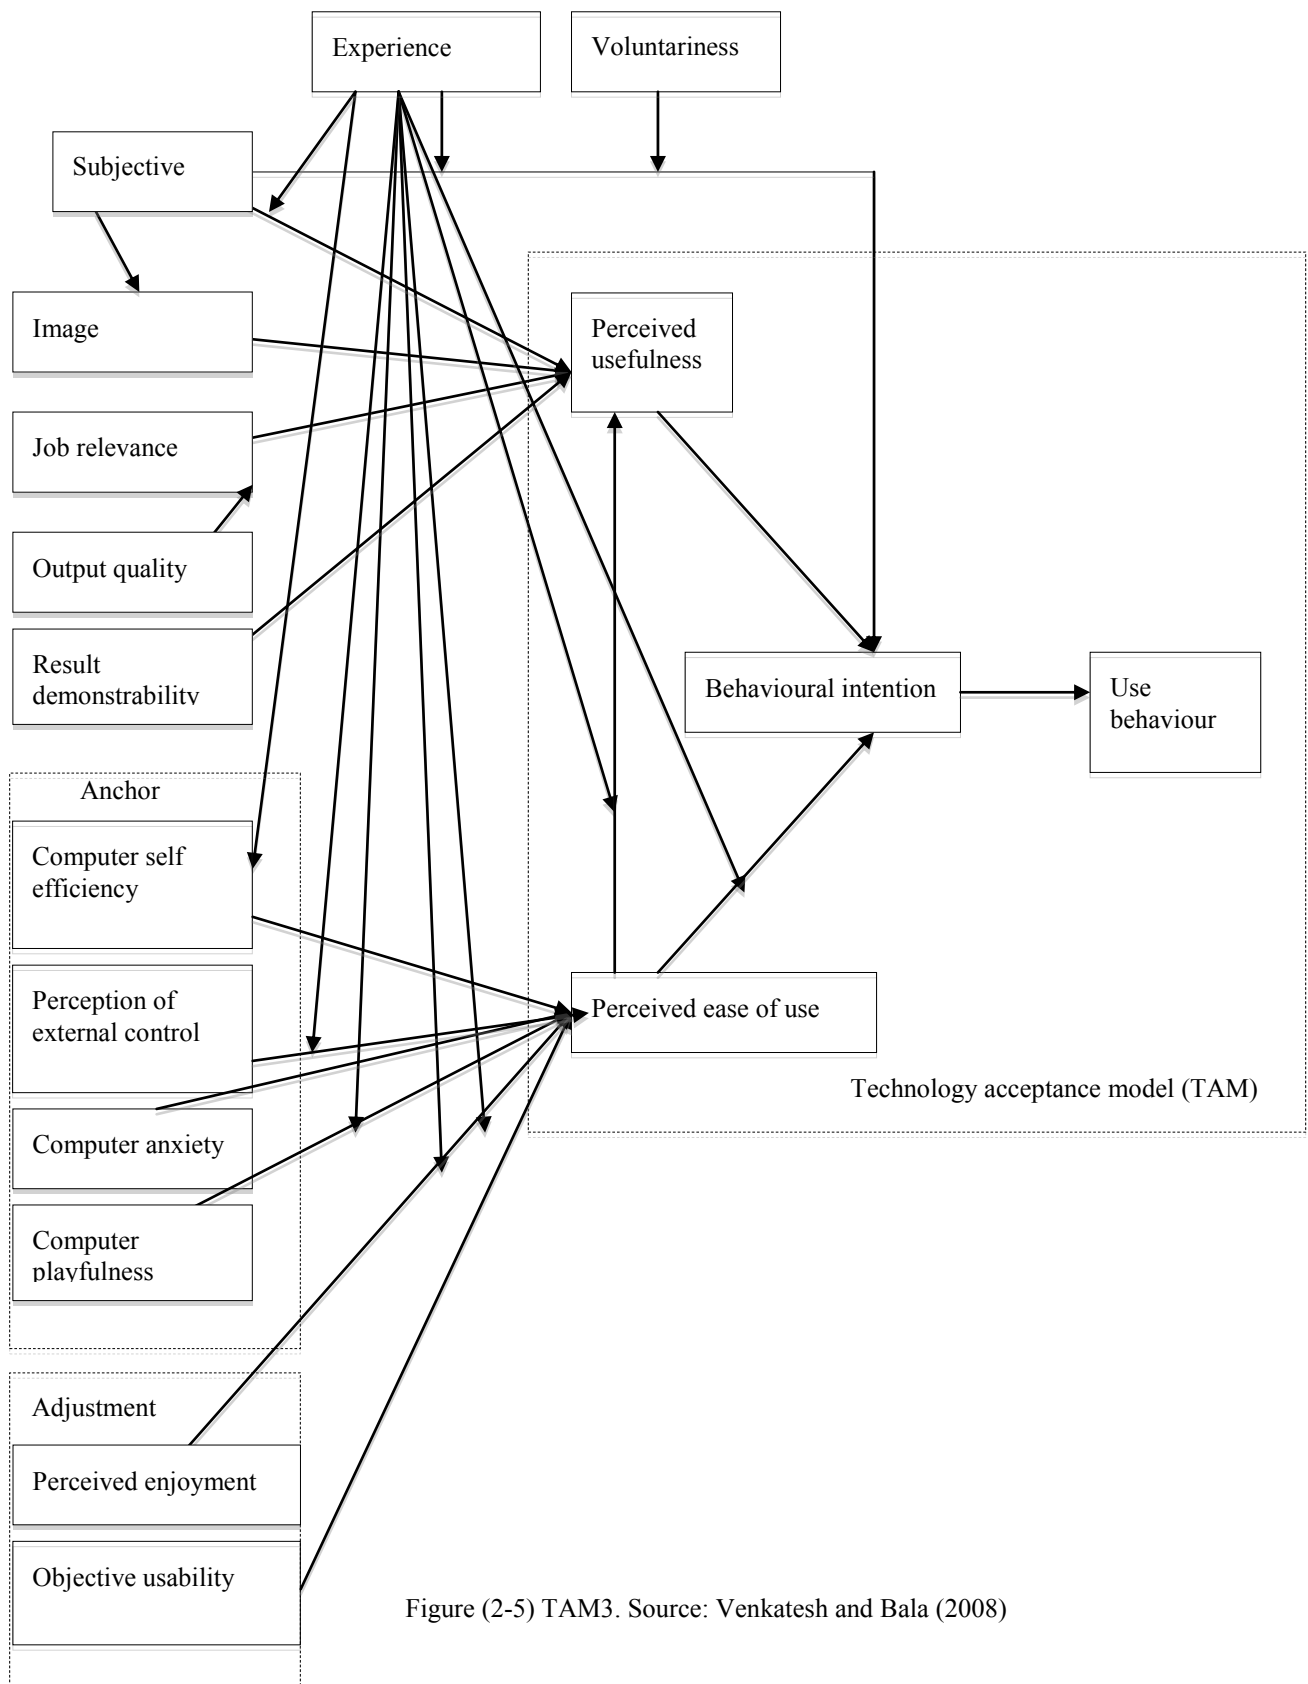 Experience
Voluntariness
Subjective
Image
Perceived
usefulness
Job relevance
Output quality
Result
demonstrability
Behavioural intention
Use
behaviour
Anchor
Computer self
efficiency
Perception of
external control
Perceived ease of use
Technology acceptance model (TAM)
Computer anxiety
Computer
playfulness
Adjustment
Perceived enjoyment
Objective usability
Figure (2-5) TAM3. Source: Venkatesh and Bala (2008)